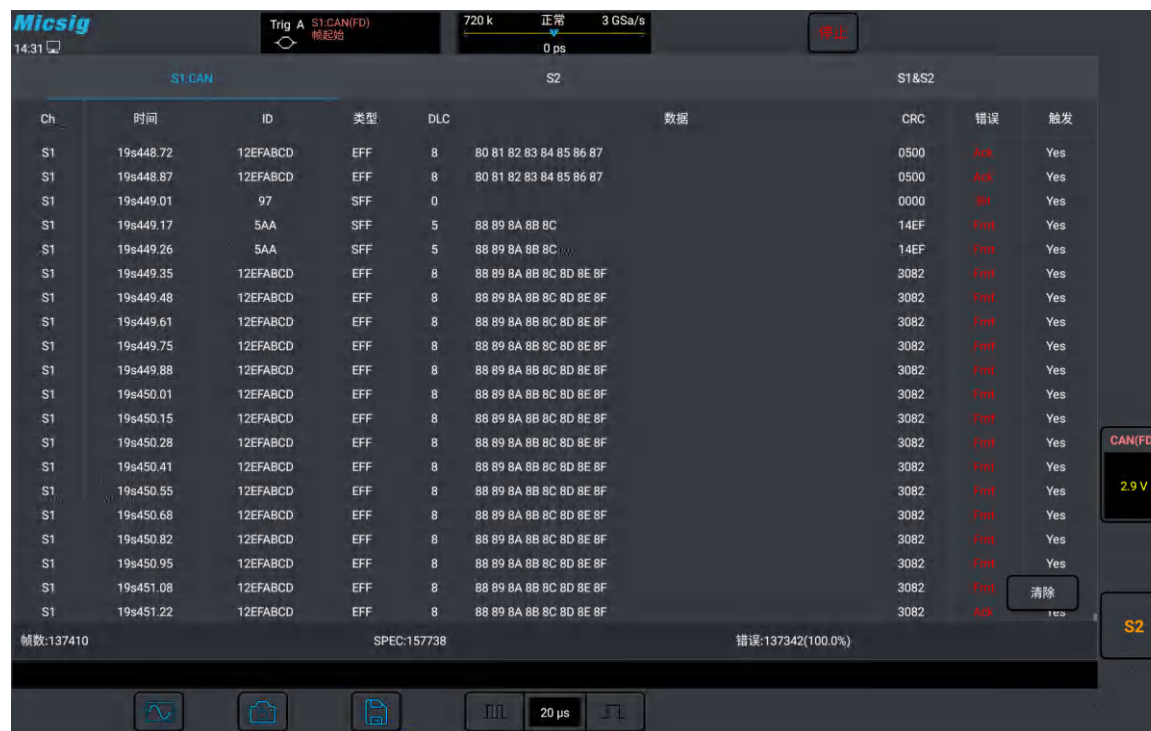 Micsig
14:31
Trig A S1:CAN(FD)
帧起始
720 k 正常 3 GSa/s
0 ps
停止
S1:CAN S2 S1&S2
Ch 时间 ID 类型 DLC 数据 CRC 错误 触发
S1 19s448.72 12EFABCD EFF 8 80 81 82 83 84 85 86 87 0500 Ack Yes
S1 19s448.87 12EFABCD EFF 8 80 81 82 83 84 85 86 87 0500 Ack Yes
S1 19s449.01 97 SFF 0 0000 Bit Yes
S1 19s449.17 5AA SFF 5 88 89 8A 8B 8C 14EF Fmt Yes
S1 19s449.26 5AA SFF 5 88 89 8A 8B 8C 14EF Fmt Yes
S1 19s449.35 12EFABCD EFF 8 88 89 8A 8B 8C 8D 8E 8F 3082 Fmt Yes
S1 19s449.48 12EFABCD EFF 8 88 89 8A 8B 8C 8D 8E 8F 3082 Fmt Yes
S1 19s449.61 12EFABCD EFF 8 88 89 8A 8B 8C 8D 8E 8F 3082 Fmt Yes
S1 19s449.75 12EFABCD EFF 8 88 89 8A 8B 8C 8D 8E 8F 3082 Fmt Yes
S1 19s449.88 12EFABCD EFF 8 88 89 8A 8B 8C 8D 8E 8F 3082 Fmt Yes
S1 19s450.01 12EFABCD EFF 8 88 89 8A 8B 8C 8D 8E 8F 3082 Fmt Yes
S1 19s450.15 12EFABCD EFF 8 88 89 8A 8B 8C 8D 8E 8F 3082 Fmt Yes
S1 19s450.28 12EFABCD EFF 8 88 89 8A 8B 8C 8D 8E 8F 3082 Fmt Yes
S1 19s450.41 12EFABCD EFF 8 88 89 8A 8B 8C 8D 8E 8F 3082 Fmt Yes
S1 19s450.55 12EFABCD EFF 8 88 89 8A 8B 8C 8D 8E 8F 3082 Fmt Yes
S1 19s450.68 12EFABCD EFF 8 88 89 8A 8B 8C 8D 8E 8F 3082 Fmt Yes
S1 19s450.82 12EFABCD EFF 8 88 89 8A 8B 8C 8D 8E 8F 3082 Fmt Yes
S1 19s450.95 12EFABCD EFF 8 88 89 8A 8B 8C 8D 8E 8F 3082 Fmt Yes
S1 19s451.08 12EFABCD EFF 8 88 89 8A 8B 8C 8D 8E 8F 3082 Fmt
S1 19s451.22 12EFABCD EFF 8 88 89 8A 8B 8C 8D 8E 8F 3082 Ack Yes
清除
CAN(FD
2.9 V
S2
帧数:137410 SPEC:157738 错误:137342(100.0%)
20 μs